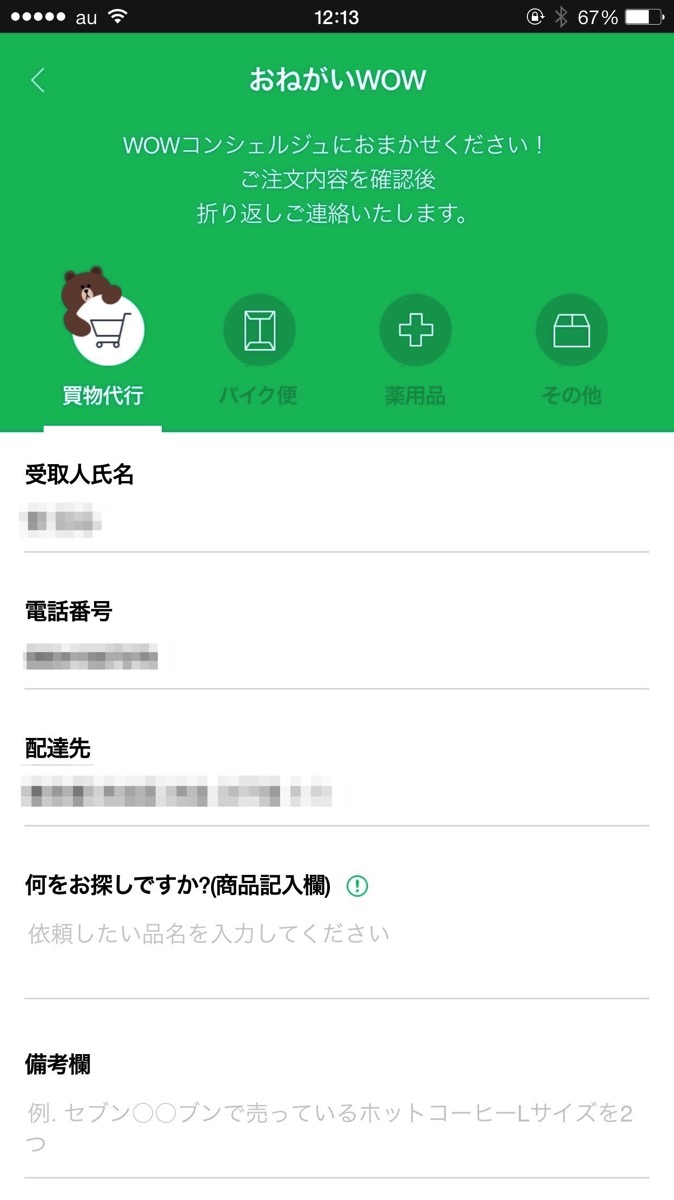 au 12:13 67%
おねがいWOW
WOWコンシェルジュにおまかせください！
ご注文内容を確認後
折り返しご連絡いたします。
買物代行 バイク便 薬用品 その他
受取人氏名
電話番号
配達先
何をお探しですか?(商品記入欄)
依頼したい品名を入力してください
備考欄
例. セブン〇〇ブンで売っているホットコーヒーLサイズを2
つ